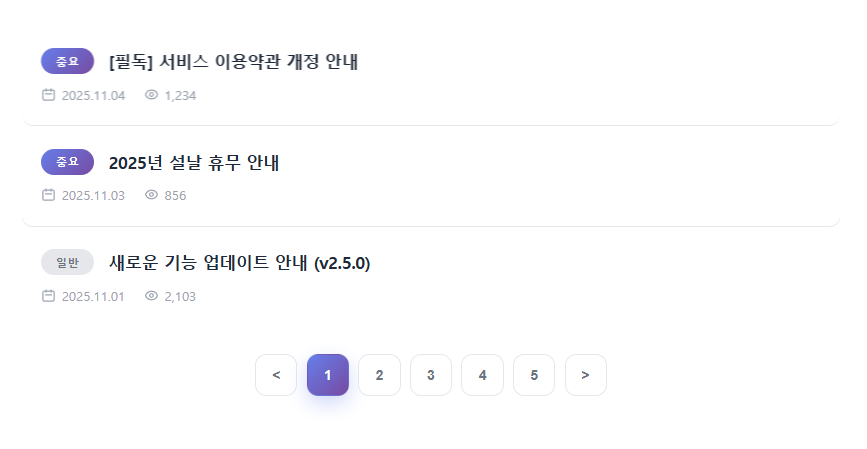 중요 [필독] 서비스 이용약관 개정 안내
2025.11.04 1,234
중요 2025년 설날 휴무 안내
2025.11.03 856
일반 새로운 기능 업데이트 안내 (v2.5.0)
2025.11.01 2,103
< 1 2 3 4 5 >